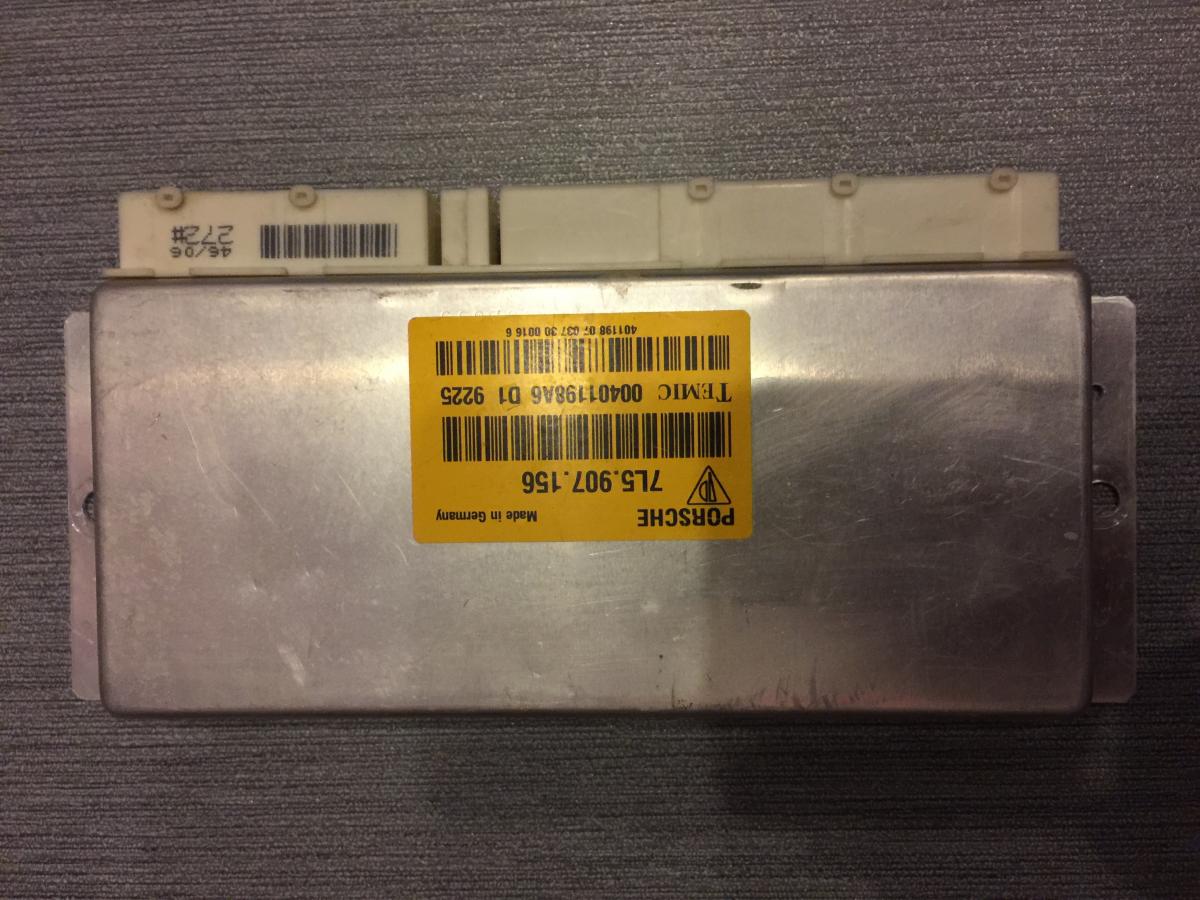 PORSCHE Made in Germany
7L5.907.156
TEMIC 00401198A6 D1 9225
401198 07 037 30 0016 6
46/06
272#